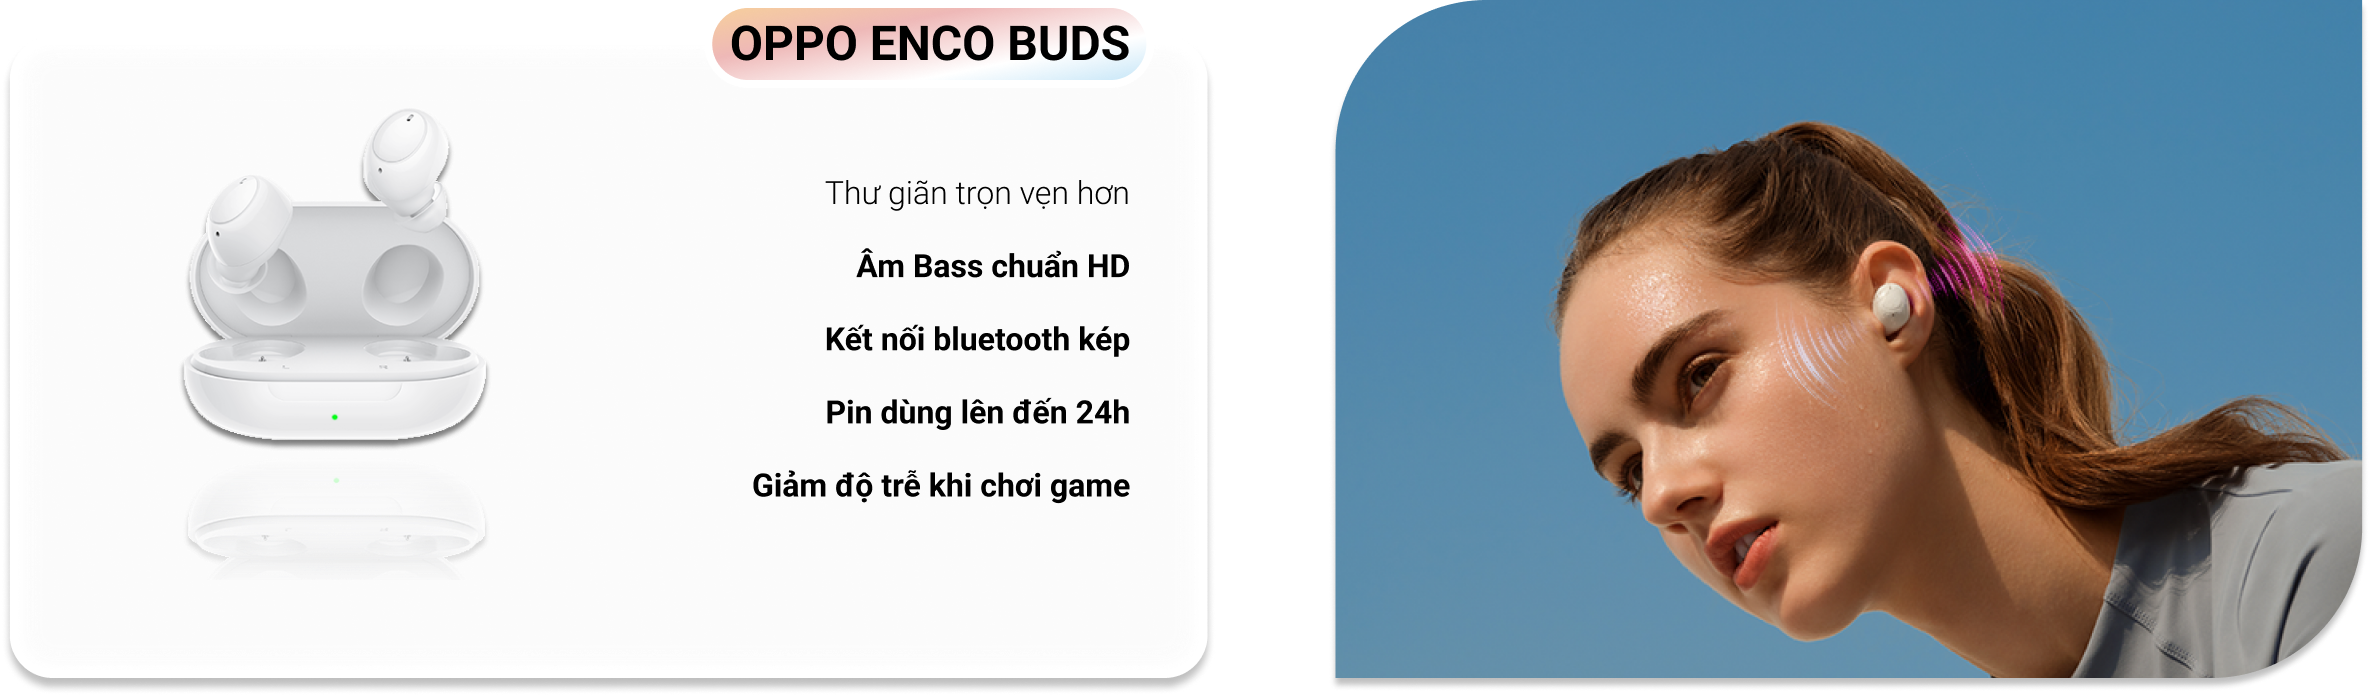 OPPO ENCO BUDS
Thư giãn trọn vẹn hơn
Âm Bass chuẩn HD
Kết nối bluetooth kép
Pin dùng lên đến 24h
Giảm độ trễ khi chơi game